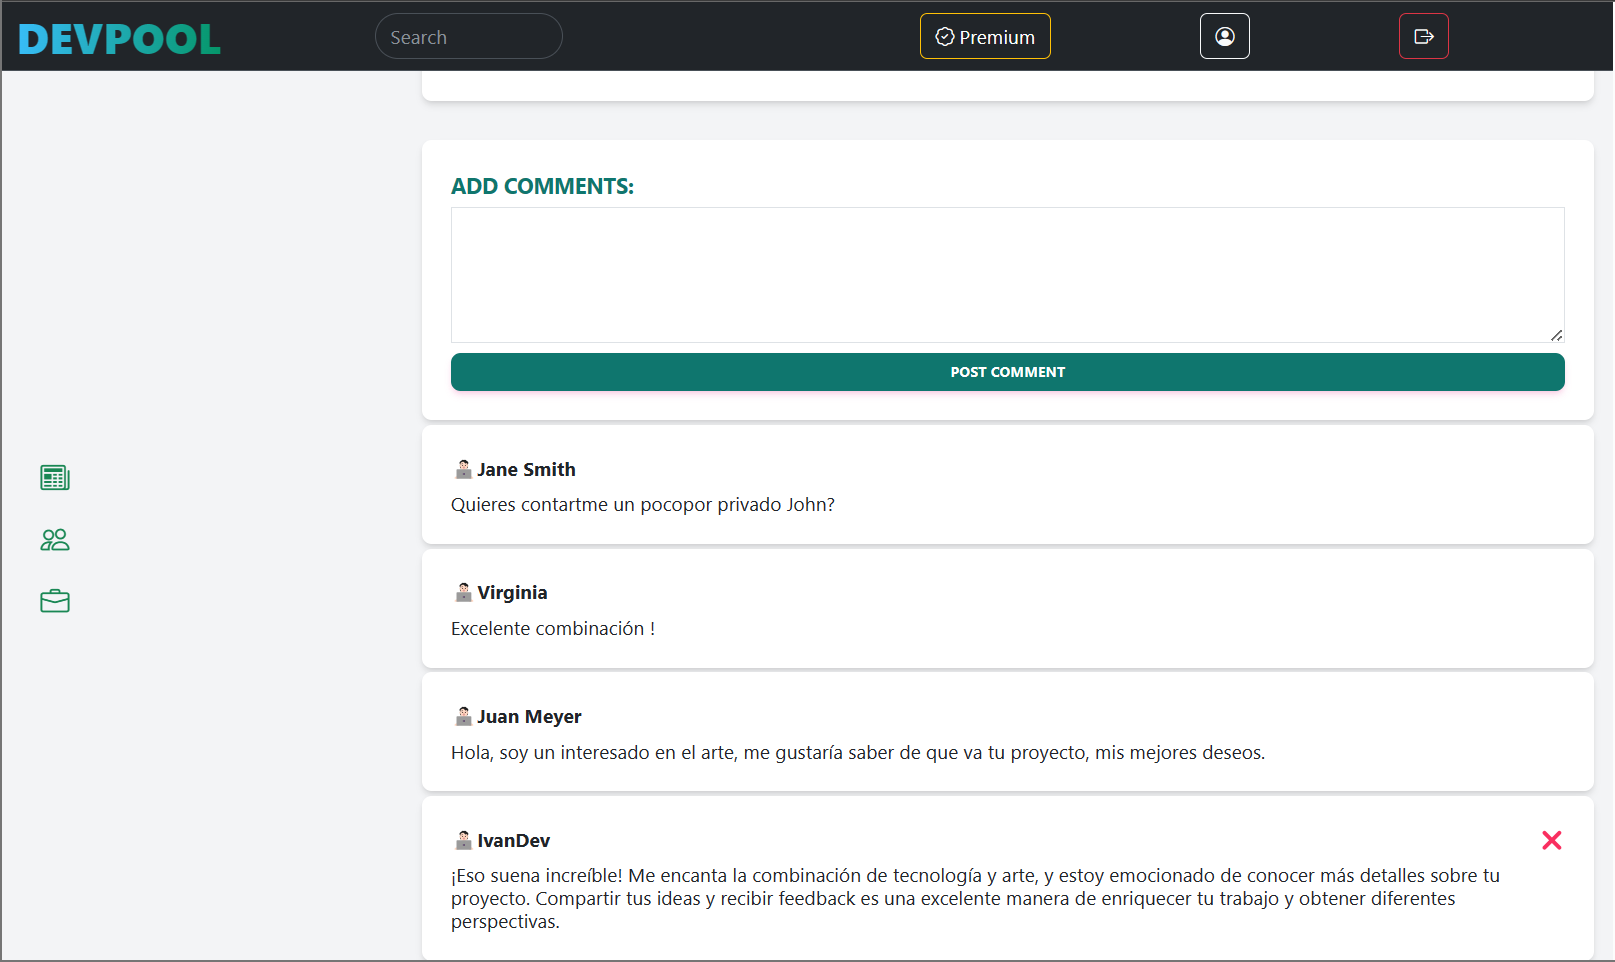 DEVPOOL
Search
Premium
ADD COMMENTS:
POST COMMENT
Jane Smith
Quieres contartme un pocopor privado John?
Virginia
Excelente combinación !
Juan Meyer
Hola, soy un interesado en el arte, me gustaría saber de que va tu proyecto, mis mejores deseos.
IvanDev
¡Eso suena increíble! Me encanta la combinación de tecnología y arte, y estoy emocionado de conocer más detalles sobre tu
proyecto. Compartir tus ideas y recibir feedback es una excelente manera de enriquecer tu trabajo y obtener diferentes
perspectivas.